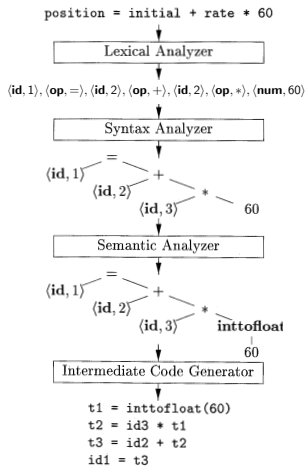 position = initial + rate * 60
Lexical Analyzer
⟨id, 1⟩, ⟨op, =⟩, ⟨id, 2⟩, ⟨op, +⟩, ⟨id, 2⟩, ⟨op, *⟩, ⟨num, 60⟩
Syntax Analyzer
=
⟨id, 1⟩ +
⟨id, 2⟩ *
⟨id, 3⟩ 60
Semantic Analyzer
=
⟨id, 1⟩ +
⟨id, 2⟩ *
⟨id, 3⟩ inttofloat
60
Intermediate Code Generator
t1 = inttofloat(60)
t2 = id3 * t1
t3 = id2 + t2
id1 = t3